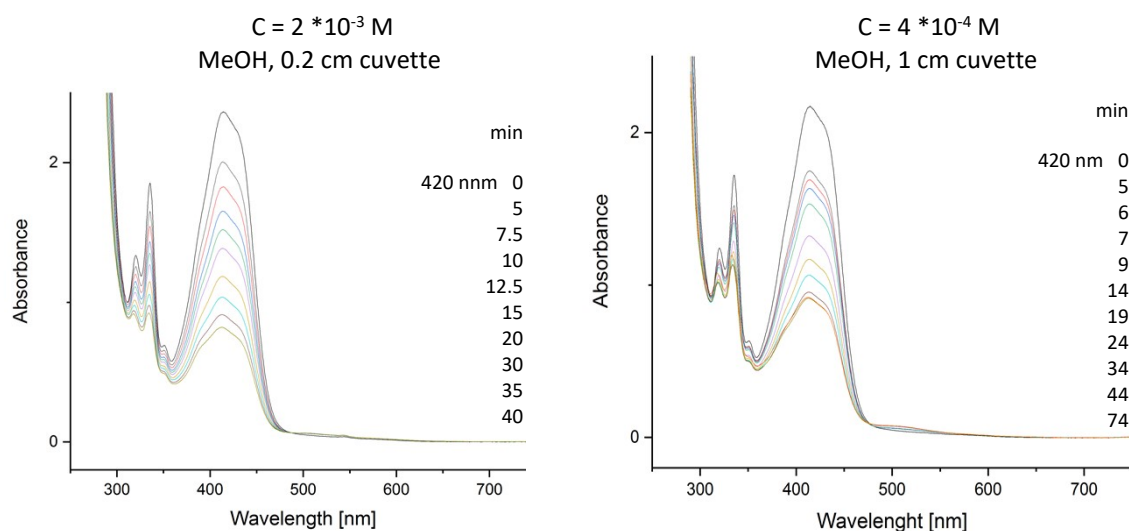 C = 2 *10⁻³ M
MeOH, 0.2 cm cuvette
min
420 nnm 0
5
7.5
10
12.5
15
20
30
35
40
2
0
Absorbance
300 400 500 600 700
Wavelength [nm]
C = 4 *10⁻⁴ M
MeOH, 1 cm cuvette
min
420 nm 0
5
6
7
9
14
19
24
34
44
74
2
0
Absorbance
300 400 500 600 700
Wavelenght [nm]